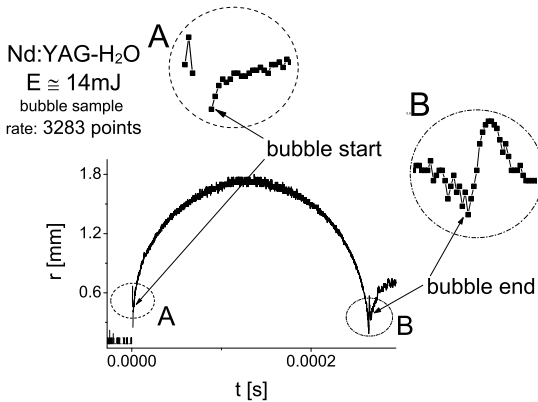 A
Nd:YAG-H₂O
E ≅ 14mJ
bubble sample
rate: 3283 points
B
bubble start
1.8
1.2
0.6
r [mm]
bubble end
A
B
0.0000
0.0002
t [s]